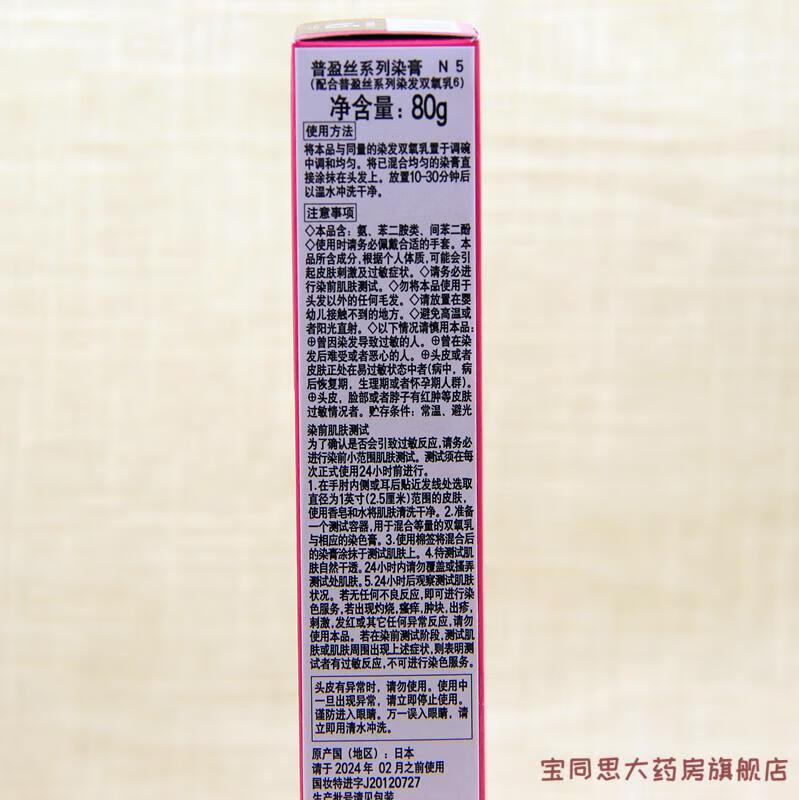 普盈丝系列染膏 N 5
(配合普盈丝系列染发双氧乳6)
净含量：80g
使用方法
将本品与同量的染发双氧乳置于调碗
中调和均匀。将已混合均匀的染膏直
接涂抹在头发上。放置10-30分钟后
以温水冲洗干净。
注意事项
◇本品含：氨、苯二胺类、间苯二酚
◇使用时请务必佩戴合适的手套。本
品所含成分，根据个人体质，可能会引
起皮肤刺激及过敏症状。◇请务必进
行染前肌肤测试。◇勿将本品使用于
头发以外的任何毛发。◇请放置在婴
幼儿接触不到的地方。◇避免高温或
者阳光直射。◇以下情况请慎用本品：
⊕曾因染发导致过敏的人。⊕曾在染
发后难受或者恶心的人。⊕头皮或者
皮肤正处在易过敏状态中者(病中，病
后恢复期，生理期或者怀孕期人群)。
⊕头皮，脸部或者脖子有红肿等皮肤
过敏情况者。贮存条件：常温、避光
染前肌肤测试
为了确认是否会引致过敏反应，请务必
进行染前小范围肌肤测试。测试须在每
次正式使用24小时前进行。
1.在手肘内侧或耳后贴近发线处选取
直径为1英寸(2.5厘米)范围的皮肤，
使用香皂和水将肌肤清洗干净。2.准备
一个测试容器，用于混合等量的双氧乳
与相应的染色膏。3.使用棉签将混合后
的染膏涂抹于测试肌肤上。4.待测试肌
肤自然干透。24小时内请勿覆盖或搔弄
测试处肌肤。5.24小时后观察测试肌肤
状况。若无任何不良反应，即可进行染
色服务，若出现灼烧，瘙痒，肿块，出疹，
刺激，发红或其它任何异常反应，请勿
使用本品。若在染前测试阶段，测试肌
肤或肌肤周围出现上述症状，则表明测
试者有过敏反应，不可进行染色服务。
头皮有异常时，请勿使用。使用中
一旦出现异常，请立即停止使用。
谨防进入眼睛。万一误入眼睛，请
立即用清水冲洗。
原产国（地区）：日本
请于 2024年 02月之前使用
国妆特进字J20120727
生产批号请见包装
宝同思大药房旗舰店